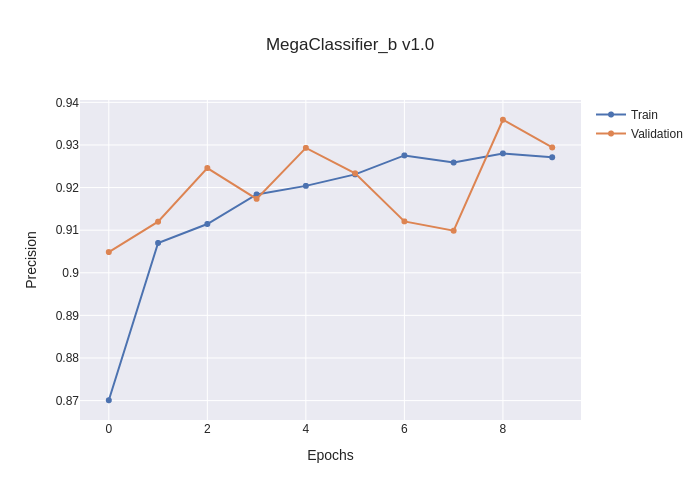 MegaClassifier_b v1.0
0.94
0.93
0.92
0.91
0.9
0.89
0.88
0.87
Precision
0 2 4 6 8
Epochs
Train
Validation